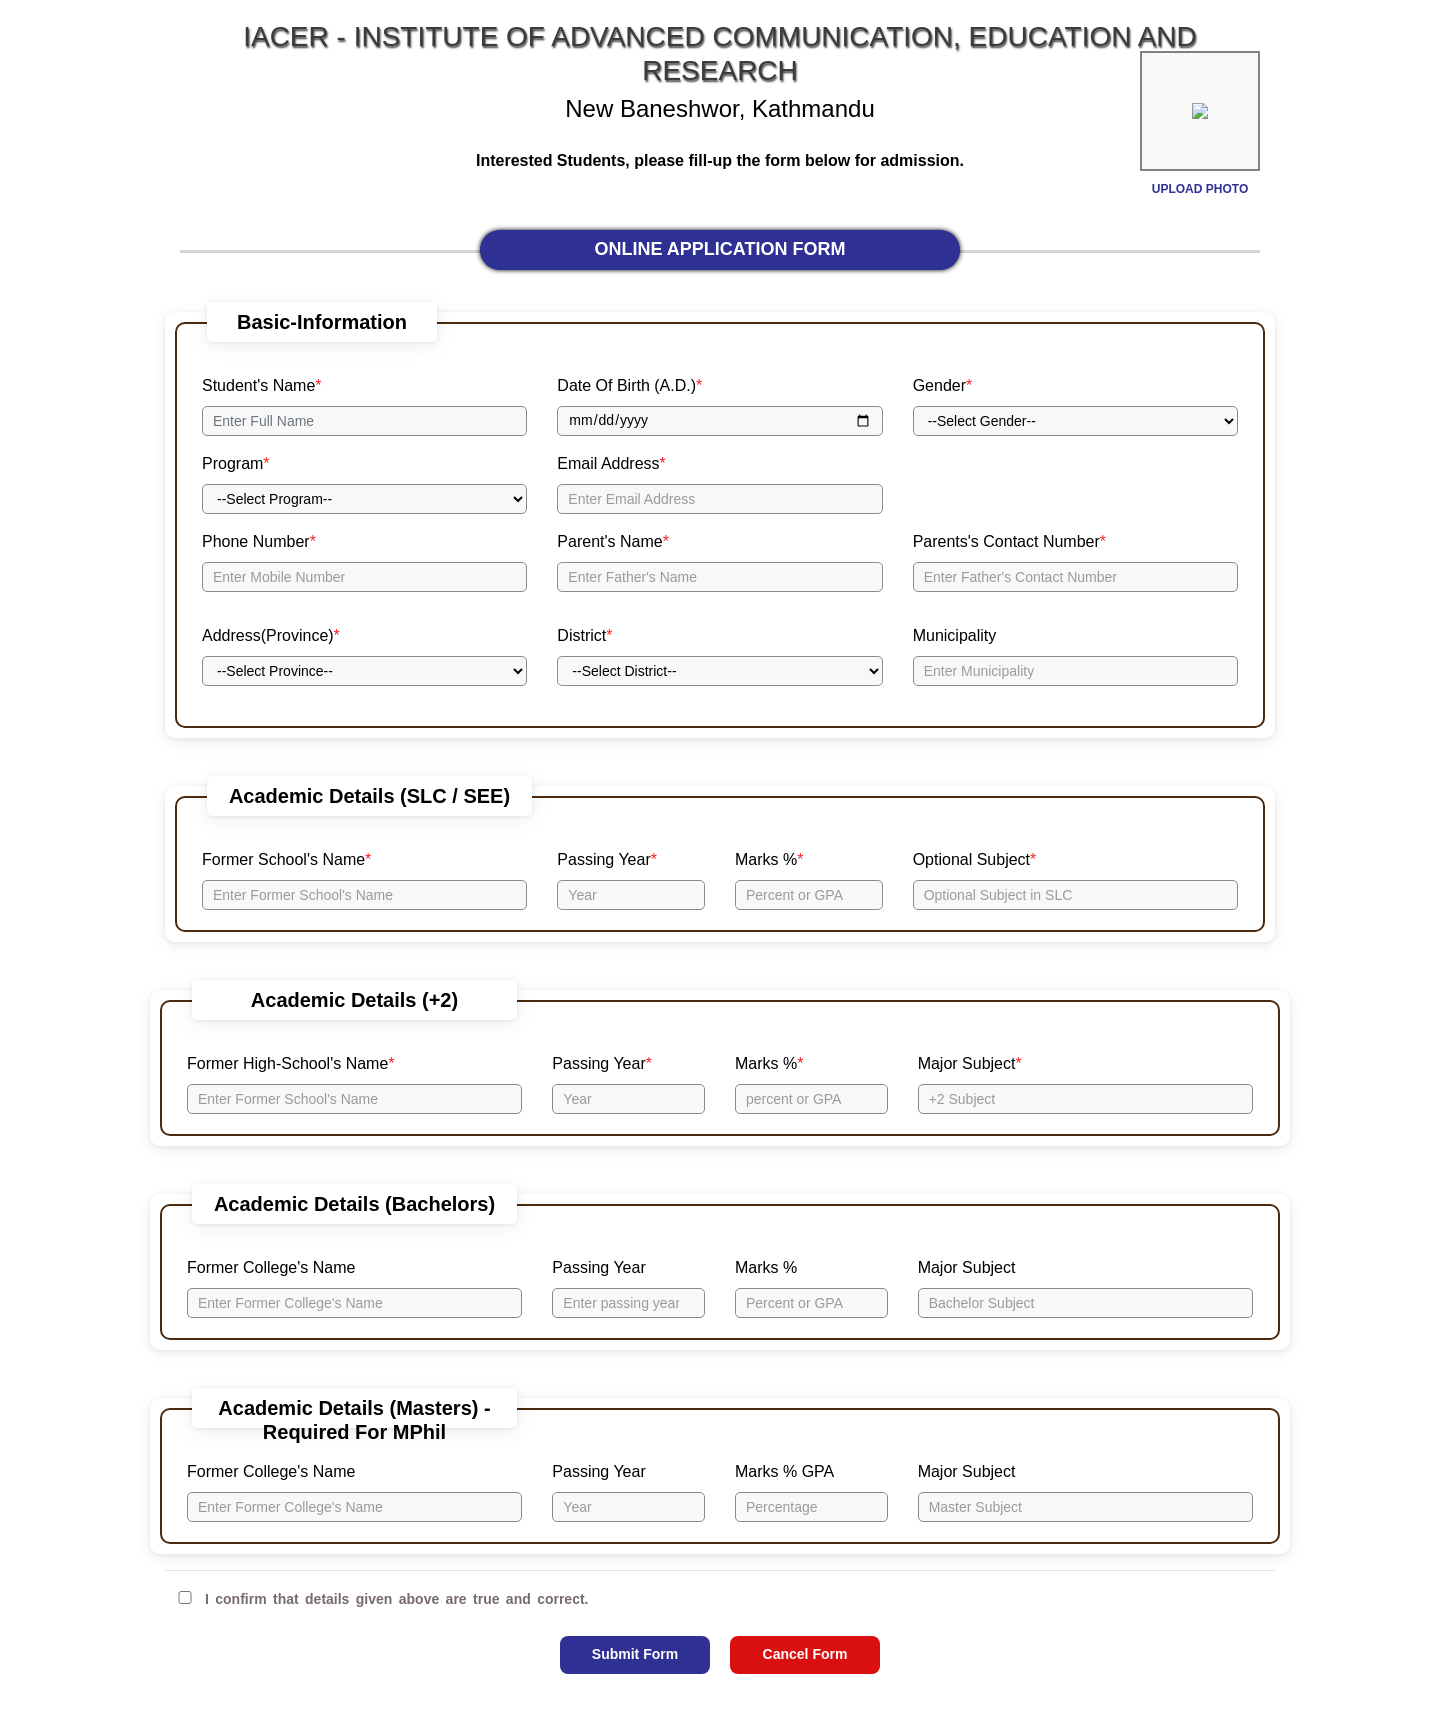 IACER - INSTITUTE OF ADVANCED COMMUNICATION, EDUCATION AND
RESEARCH
New Baneshwor, Kathmandu
Interested Students, please fill-up the form below for admission.
UPLOAD PHOTO
ONLINE APPLICATION FORM
Basic-Information
Student's Name* Date Of Birth (A.D.)* Gender*
Enter Full Name mm/dd/yyyy --Select Gender--
Program* Email Address*
--Select Program-- Enter Email Address
Phone Number* Parent's Name* Parents's Contact Number*
Enter Mobile Number Enter Father's Name Enter Father's Contact Number
Address(Province)* District* Municipality
--Select Province-- --Select District-- Enter Municipality
Academic Details (SLC / SEE)
Former School's Name* Passing Year* Marks %* Optional Subject*
Enter Former School's Name Year Percent or GPA Optional Subject in SLC
Academic Details (+2)
Former High-School's Name* Passing Year* Marks %* Major Subject*
Enter Former School's Name Year percent or GPA +2 Subject
Academic Details (Bachelors)
Former College's Name Passing Year Marks % Major Subject
Enter Former College's Name Enter passing year Percent or GPA Bachelor Subject
Academic Details (Masters) -
Required For MPhil
Former College's Name Passing Year Marks % GPA Major Subject
Enter Former College's Name Year Percentage Master Subject
I confirm that details given above are true and correct.
Submit Form Cancel Form